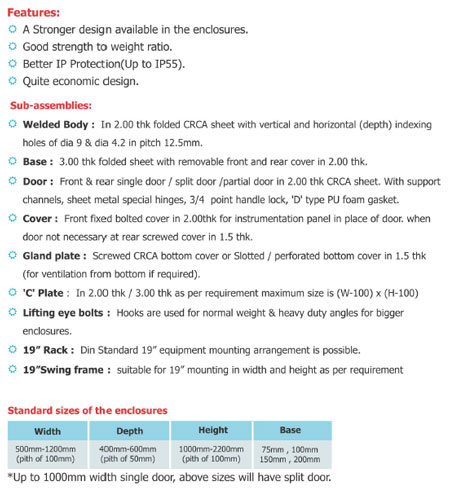 Features:
A Stronger design available in the enclosures.
Good strength to weight ratio.
Better IP Protection(Up to IP55).
Quite economic design.
Sub-assemblies:
Welded Body : In 2.00 thk folded CRCA sheet with vertical and horizontal (depth) indexing
holes of dia 9 & dia 4.2 in pitch 12.5mm.
Base : 3.00 thk folded sheet with removable front and rear cover in 2.00 thk.
Door : Front & rear single door / split door /partial door in 2.00 thk CRCA sheet. With support
channels, sheet metal special hinges, 3/4 point handle lock, 'D' type PU foam gasket.
Cover : Front fixed bolted cover in 2.00thk for instrumentation panel in place of door. when
door not necessary at rear screwed cover in 1.5 thk.
Gland plate : Screwed CRCA bottom cover or Slotted / perforated bottom cover in 1.5 thk
(for ventilation from bottom if required).
'C' Plate : In 2.00 thk / 3.00 thk as per requirement maximum size is (W-100) x (H-100)
Lifting eye bolts : Hooks are used for normal weight & heavy duty angles for bigger
enclosures.
19" Rack : Din Standard 19" equipment mounting arrangement is possible.
19"Swing frame : suitable for 19" mounting in width and height as per requirement
Standard sizes of the enclosures
Width Depth Height Base
500mm-1200mm 400mm-600mm 1000mm-2200mm 75mm , 100mm
(pith of 100mm) (pith of 50mm) (pith of 100mm) 150mm , 200mm
*Up to 1000mm width single door, above sizes will have split door.